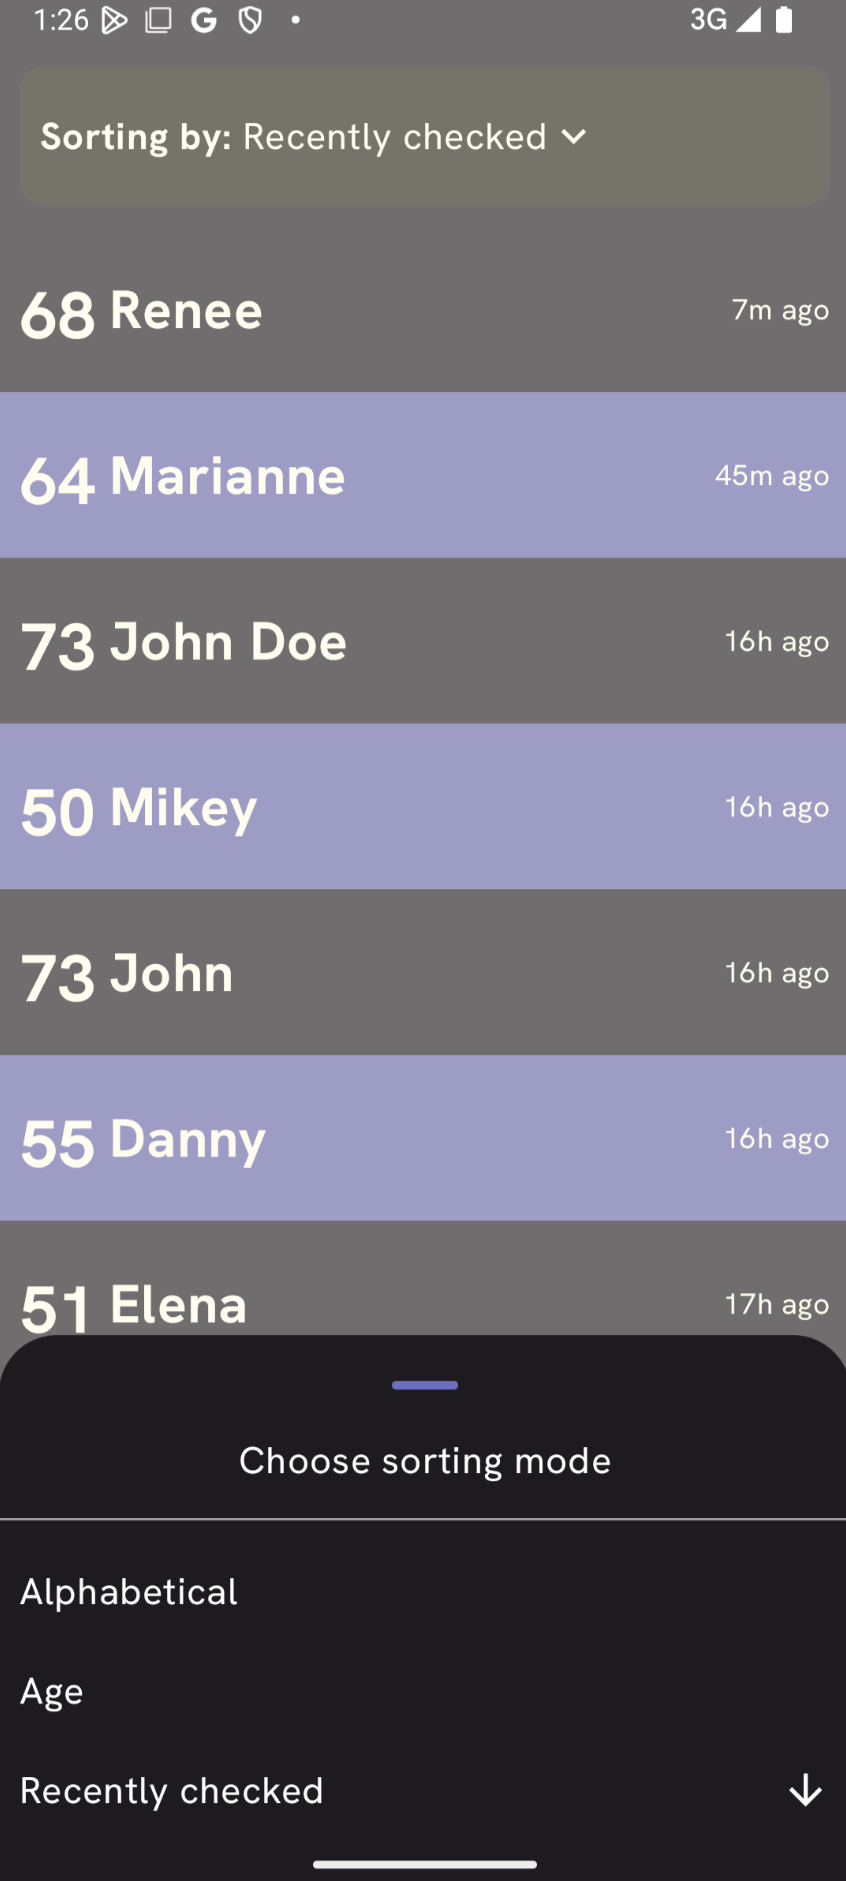 1:26 3G
Sorting by: Recently checked
68 Renee 7m ago
64 Marianne 45m ago
73 John Doe 16h ago
50 Mikey 16h ago
73 John 16h ago
55 Danny 16h ago
51 Elena 17h ago
Choose sorting mode
Alphabetical
Age
Recently checked